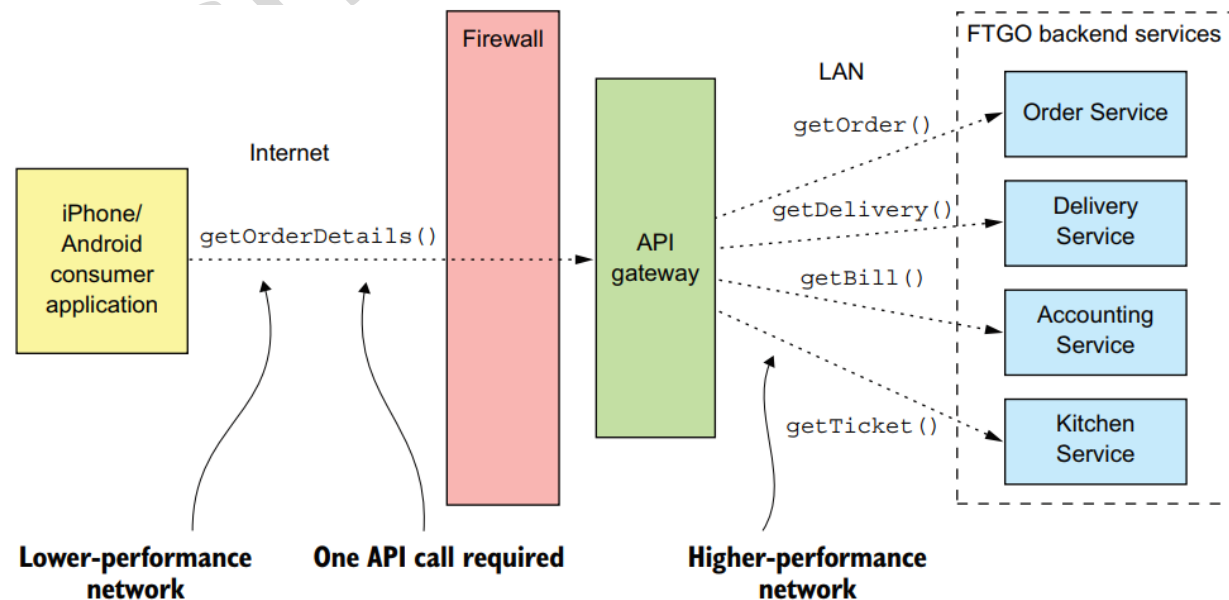 Firewall
FTGO backend services
LAN
Order Service
getOrder()
Internet
iPhone/
Android
consumer
application
getOrderDetails()
API
gateway
getDelivery()
Delivery
Service
getBill()
Accounting
Service
getTicket()
Kitchen
Service
Lower-performance
network
One API call required
Higher-performance
network